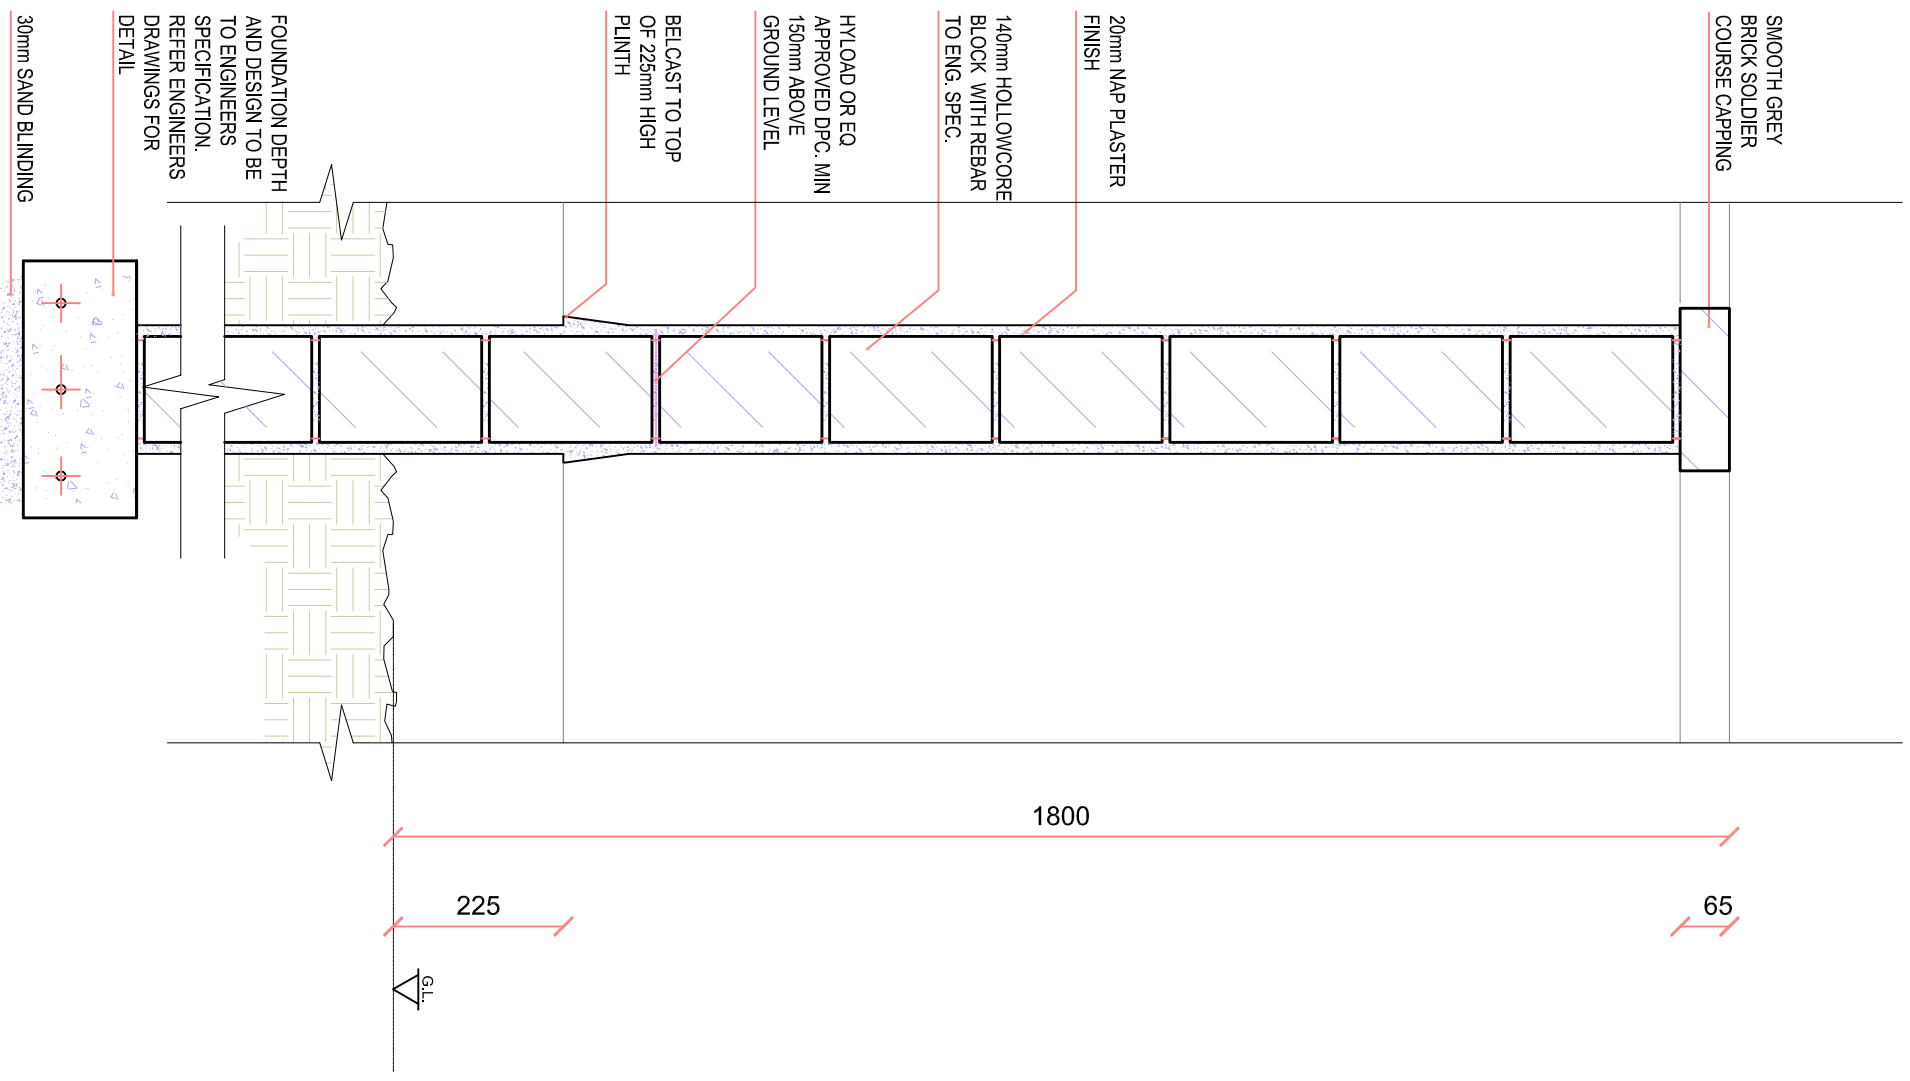 SMOOTH GREY
BRICK SOLDIER
COURSE CAPPING
20mm NAP PLASTER
FINISH
140mm HOLLOWCORE
BLOCK WITH REBAR
TO ENG. SPEC.
HYLOAD OR EQ
APPROVED DPC. MIN
150mm ABOVE
GROUND LEVEL
BELCAST TO TOP
OF 225mm HIGH
PLINTH
FOUNDATION DEPTH
AND DESIGN TO BE
TO ENGINEERS
SPECIFICATION.
REFER ENGINEERS
DRAWINGS FOR
DETAIL
30mm SAND BLINDING
1800
225
65
G.L.